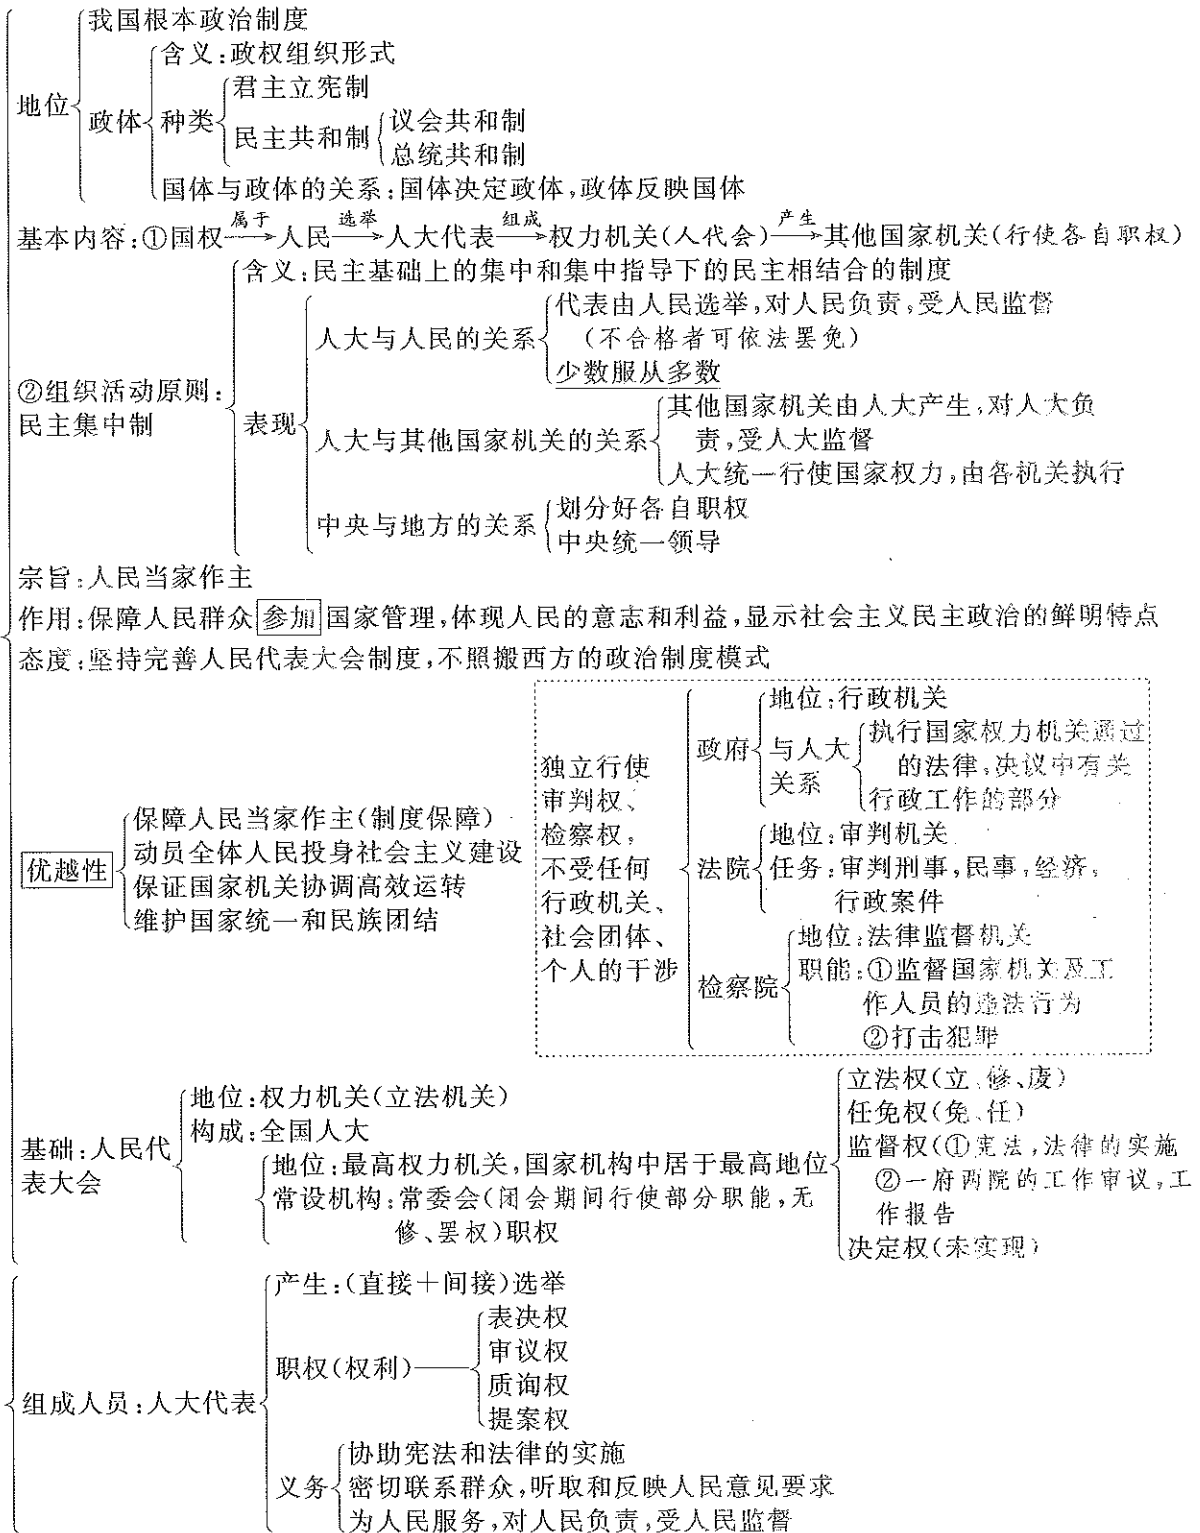 我国根本政治制度
含义:政权组织形式
君主立宪制
地位
政体
种类
民主共和制
议会共和制
总统共和制
国体与政体的关系:国体决定政体,政体反映国体
基本内容:①国权 属于 人民 选举 人大代表 组成 权力机关(人代会) 产生 其他国家机关(行使各自职权)
含义:民主基础上的集中和集中指导下的民主相结合的制度
代表由人民选举,对人民负责,受人民监督
人大与人民的关系
(不合格者可依法罢免)
少数服从多数
②组织活动原则:
民主集中制
表现
其他国家机关由人大产生,对人大负
人大与其他国家机关的关系
责,受人大监督
人大统一行使国家权力,由各机关执行
中央与地方的关系
划分好各自职权
中央统一领导
宗旨:人民当家作主
作用:保障人民群众参加国家管理,体现人民的意志和利益,显示社会主义民主政治的鲜明特点
态度:坚持完善人民代表大会制度,不照搬西方的政治制度模式
优越性
保障人民当家作主(制度保障)
动员全体人民投身社会主义建设
保证国家机关协调高效运转
维护国家统一和民族团结
独立行使
审判权、
检察权,
不受任何
行政机关、
社会团体、
个人的干涉
政府
地位:行政机关
与人大
关系
执行国家权力机关通过
的法律,决议中有关
行政工作的部分
法院
地位:审判机关
任务:审判刑事,民事,经济,
行政案件
检察院
地位:法律监督机关
职能:①监督国家机关及工
作人员的违法行为
②打击犯罪
基础:人民代
表大会
地位:权力机关(立法机关)
构成:全国人大
地位:最高权力机关,国家机构中居于最高地位
常设机构:常委会(闭会期间行使部分职能,无
修、罢权)职权
立法权(立、修、废)
任免权(免、任)
监督权(①宪法,法律的实施
②一府两院的工作审议,工
作报告
决定权(未实现)
组成人员:人大代表
产生:(直接+间接)选举
职权(权利)
表决权
审议权
质询权
提案权
义务
协助宪法和法律的实施
密切联系群众,听取和反映人民意见要求
为人民服务,对人民负责,受人民监督